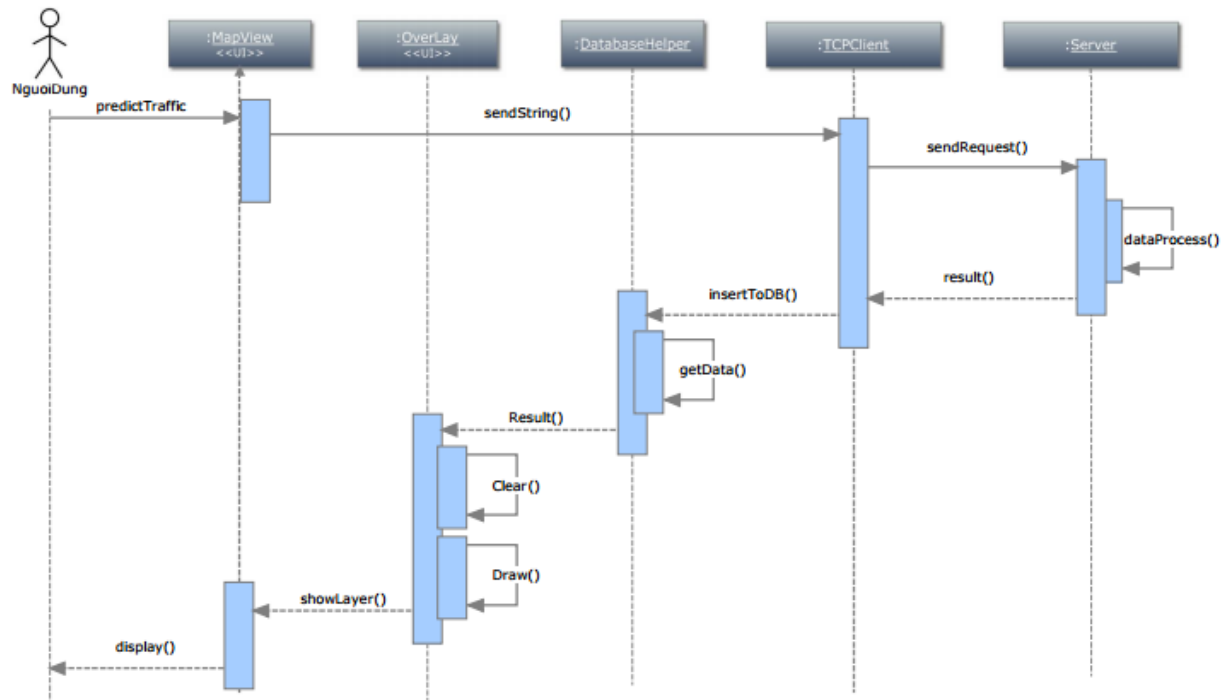 :MapView
<<UI>>
:OverLay
<<UI>>
:DatabaseHelper
:TCPClient
:Server
NguoiDung
predictTraffic
sendString()
sendRequest()
dataProcess()
result()
insertToDB()
getData()
Result()
Clear()
Draw()
showLayer()
display()